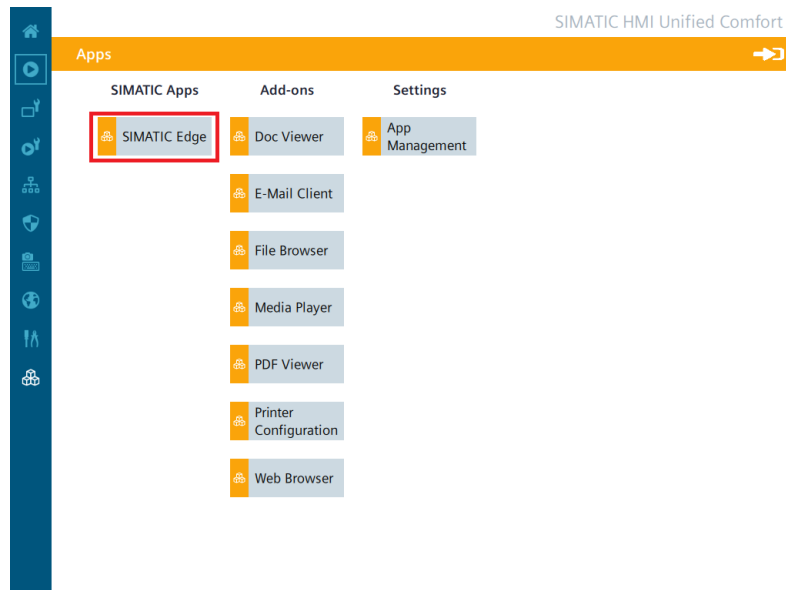 SIMATIC HMI Unified Comfort
Apps
SIMATIC Apps
Add-ons
Settings
SIMATIC Edge
Doc Viewer
App
Management
E-Mail Client
File Browser
Media Player
PDF Viewer
Printer
Configuration
Web Browser